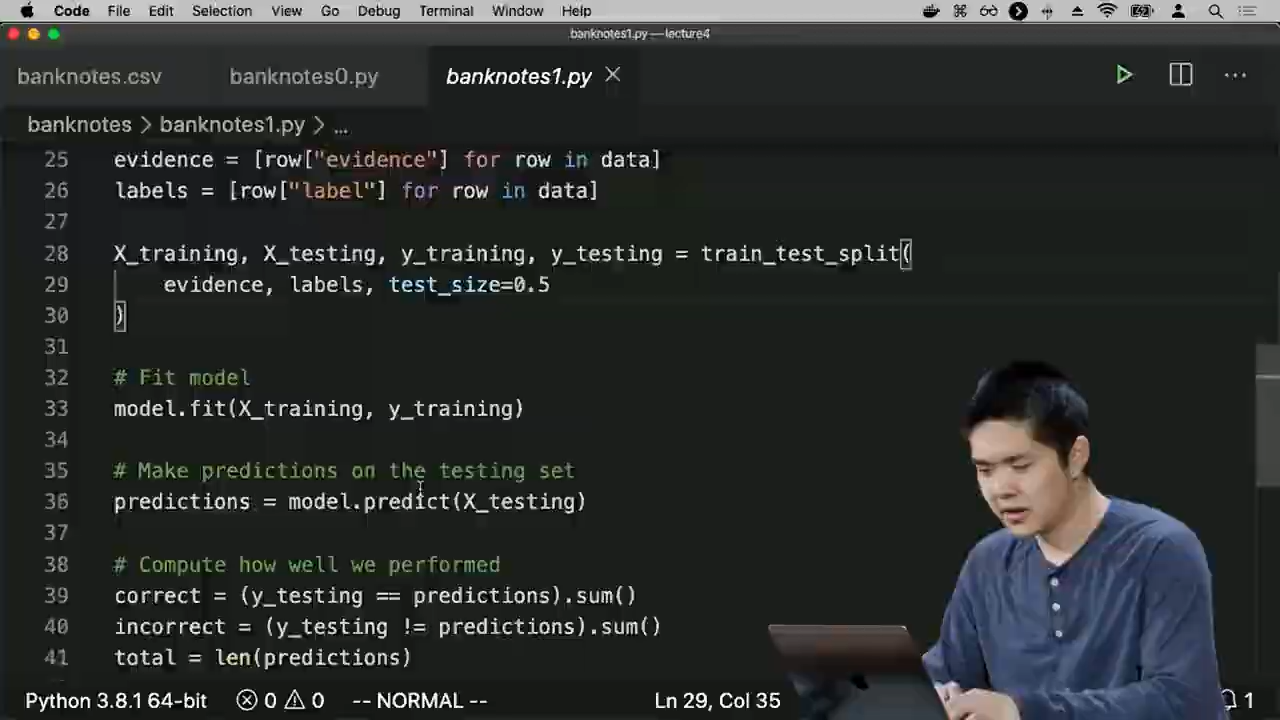 Code File Edit Selection View Go Debug Terminal Window Help
banknotes1.py — lecture4
banknotes.csv banknotes0.py banknotes1.py
banknotes > banknotes1.py > ...
25 evidence = [row["evidence"] for row in data]
26 labels = [row["label"] for row in data]
27
28 X_training, X_testing, y_training, y_testing = train_test_split(
29 evidence, labels, test_size=0.5
30 )
31
32 # Fit model
33 model.fit(X_training, y_training)
34
35 # Make predictions on the testing set
36 predictions = model.predict(X_testing)
37
38 # Compute how well we performed
39 correct = (y_testing == predictions).sum()
40 incorrect = (y_testing != predictions).sum()
41 total = len(predictions)
Python 3.8.1 64-bit 0 0 -- NORMAL -- Ln 29, Col 35 1